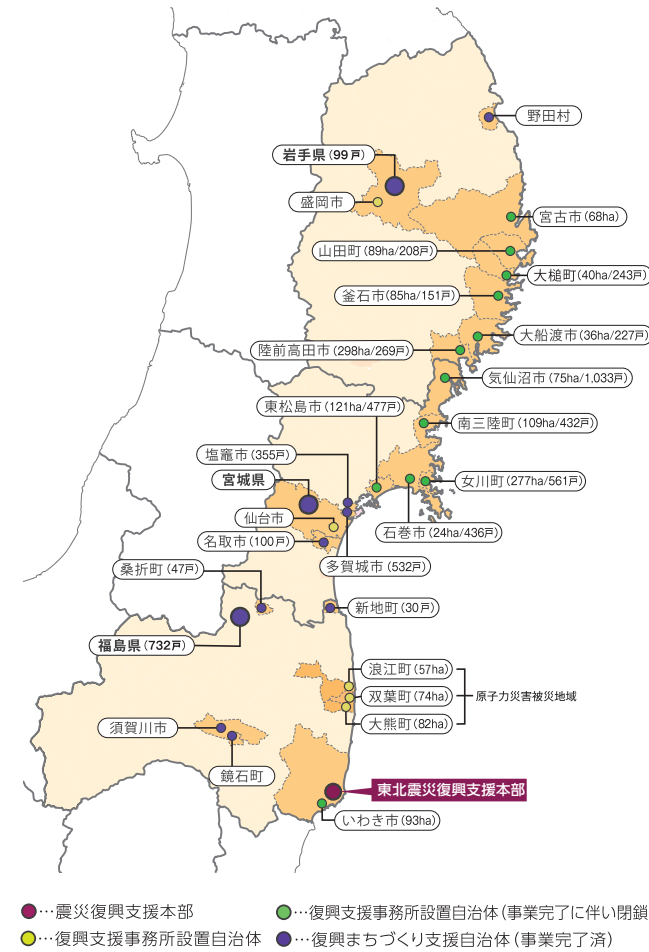 野田村
岩手県(99戸)
盛岡市
宮古市(68ha)
山田町(89ha/208戸)
大槌町(40ha/243戸)
釜石市(85ha/151戸)
大船渡市(36ha/227戸)
陸前高田市(298ha/269戸)
気仙沼市(75ha/1,033戸)
東松島市(121ha/477戸)
南三陸町(109ha/432戸)
塩竈市(355戸)
宮城県
女川町(277ha/561戸)
仙台市
石巻市(24ha/436戸)
名取市(100戸)
多賀城市(532戸)
桑折町(47戸)
新地町(30戸)
福島県(732戸)
浪江町(57ha)
双葉町(74ha)
原子力災害被災地域
大熊町(82ha)
須賀川市
鏡石町
東北震災復興支援本部
いわき市(93ha)
●…震災復興支援本部
●…復興支援事務所設置自治体(事業完了に伴い閉鎖
●…復興支援事務所設置自治体
●…復興まちづくり支援自治体(事業完了済)